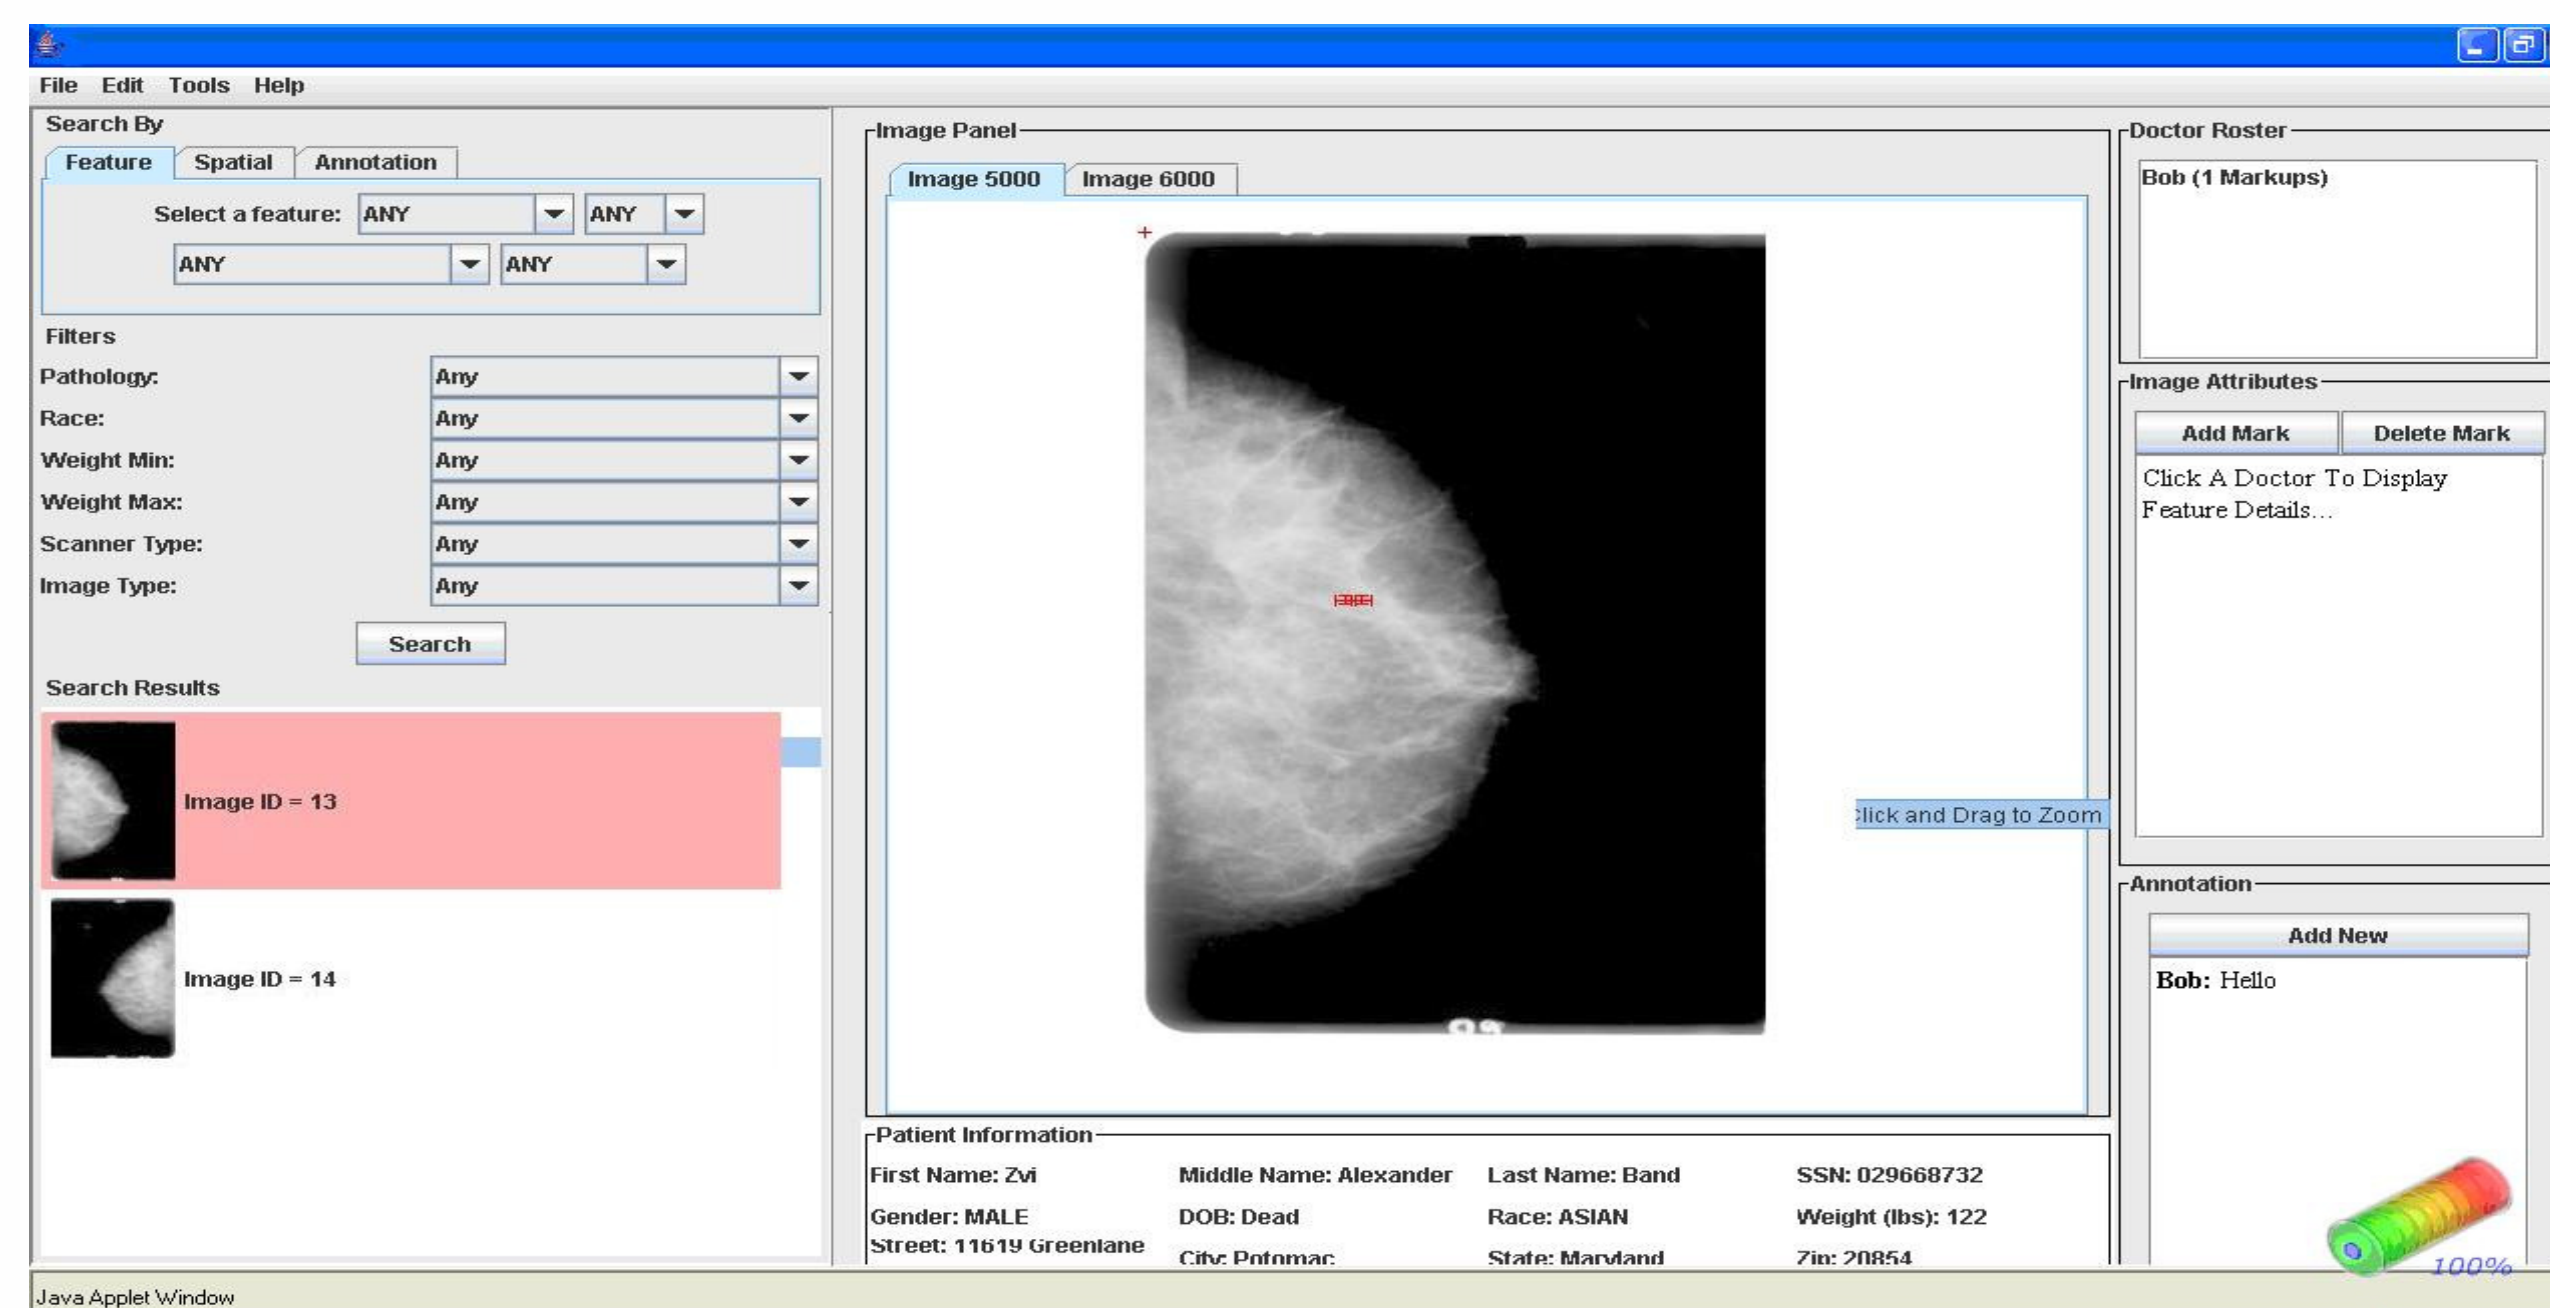 File Edit Tools Help
Search By
Feature Spatial Annotation
Select a feature: ANY ANY
ANY ANY
Filters
Pathology: Any
Race: Any
Weight Min: Any
Weight Max: Any
Scanner Type: Any
Image Type: Any
Search
Search Results
Image ID = 13
Image ID = 14
Image Panel
Image 5000 Image 6000
and Drag to Zoom
Patient Information
First Name: Zvi Middle Name: Alexander Last Name: Band SSN: 029668732
Gender: MALE DOB: Dead Race: ASIAN Weight (lbs): 122
Street: 11619 Greenlane City: Potomac State: Maryland Zip: 20854
Doctor Roster
Bob (1 Markups)
Image Attributes
Add Mark Delete Mark
Click A Doctor To Display
Feature Details...
Annotation
Add New
Bob: Hello
100%
Java Applet Window